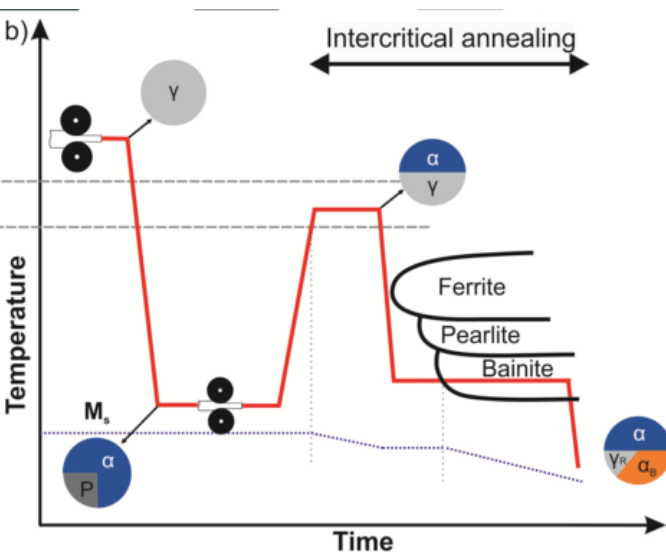 b)
Intercritical annealing
γ
α
γ
Ferrite
Pearlite
Bainite
Temperature
Ms
α
P
α
γR
αB
Time